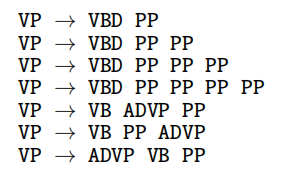 VP → VBD PP
VP → VBD PP PP
VP → VBD PP PP PP
VP → VBD PP PP PP PP
VP → VB ADVP PP
VP → VB PP ADVP
VP → ADVP VB PP